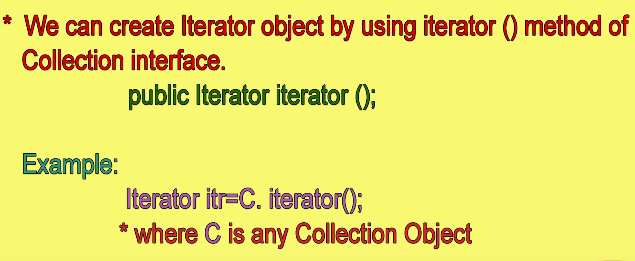 * We can create Iterator object by using iterator () method of
Collection interface.
public Iterator iterator ();
Example:
Iterator itr=C. iterator();
* where C is any Collection Object